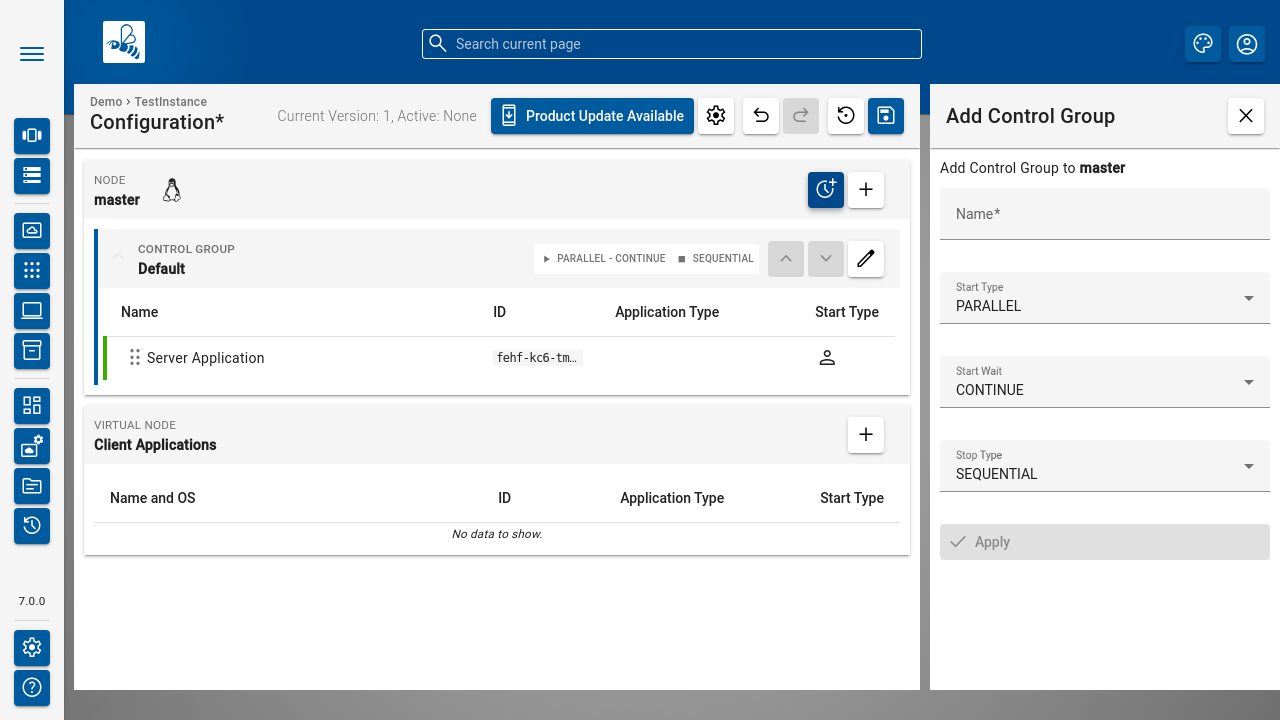 Search current page
Demo › TestInstance
Configuration*
Current Version: 1, Active: None
Product Update Available
NODE
master
CONTROL GROUP
Default
PARALLEL - CONTINUE
SEQUENTIAL
Name ID Application Type Start Type
Server Application fehf-kc6-tm…
VIRTUAL NODE
Client Applications
Name and OS ID Application Type Start Type
No data to show.
7.0.0
Add Control Group
Add Control Group to master
Name*
Start Type
PARALLEL
Start Wait
CONTINUE
Stop Type
SEQUENTIAL
Apply